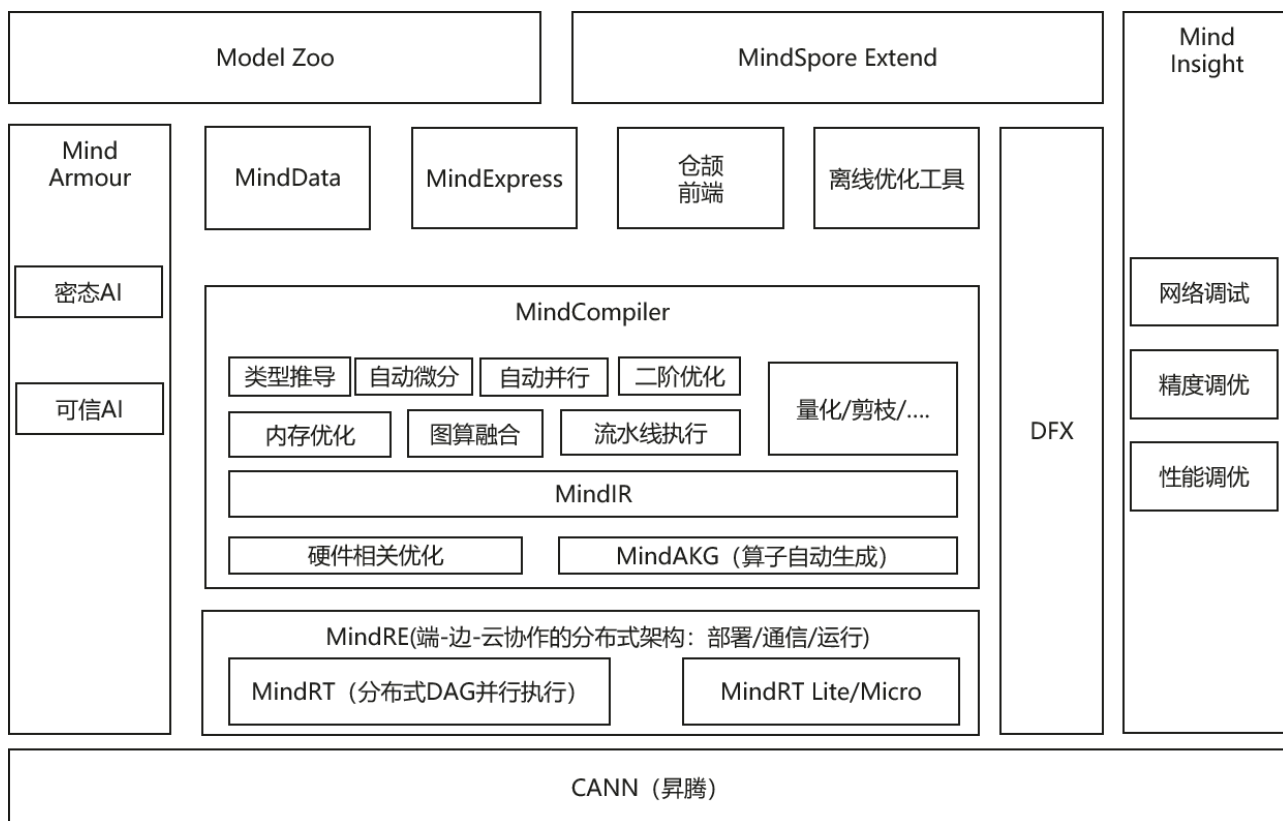 Model Zoo
MindSpore Extend
Mind
Insight
Mind
Armour
MindData
MindExpress
仓颉
前端
离线优化工具
密态AI
可信AI
MindCompiler
类型推导
自动微分
自动并行
二阶优化
量化/剪枝/....
内存优化
图算融合
流水线执行
MindIR
硬件相关优化
MindAKG（算子自动生成）
MindRE(端-边-云协作的分布式架构：部署/通信/运行)
MindRT（分布式DAG并行执行）
MindRT Lite/Micro
DFX
网络调试
精度调优
性能调优
CANN（昇腾）